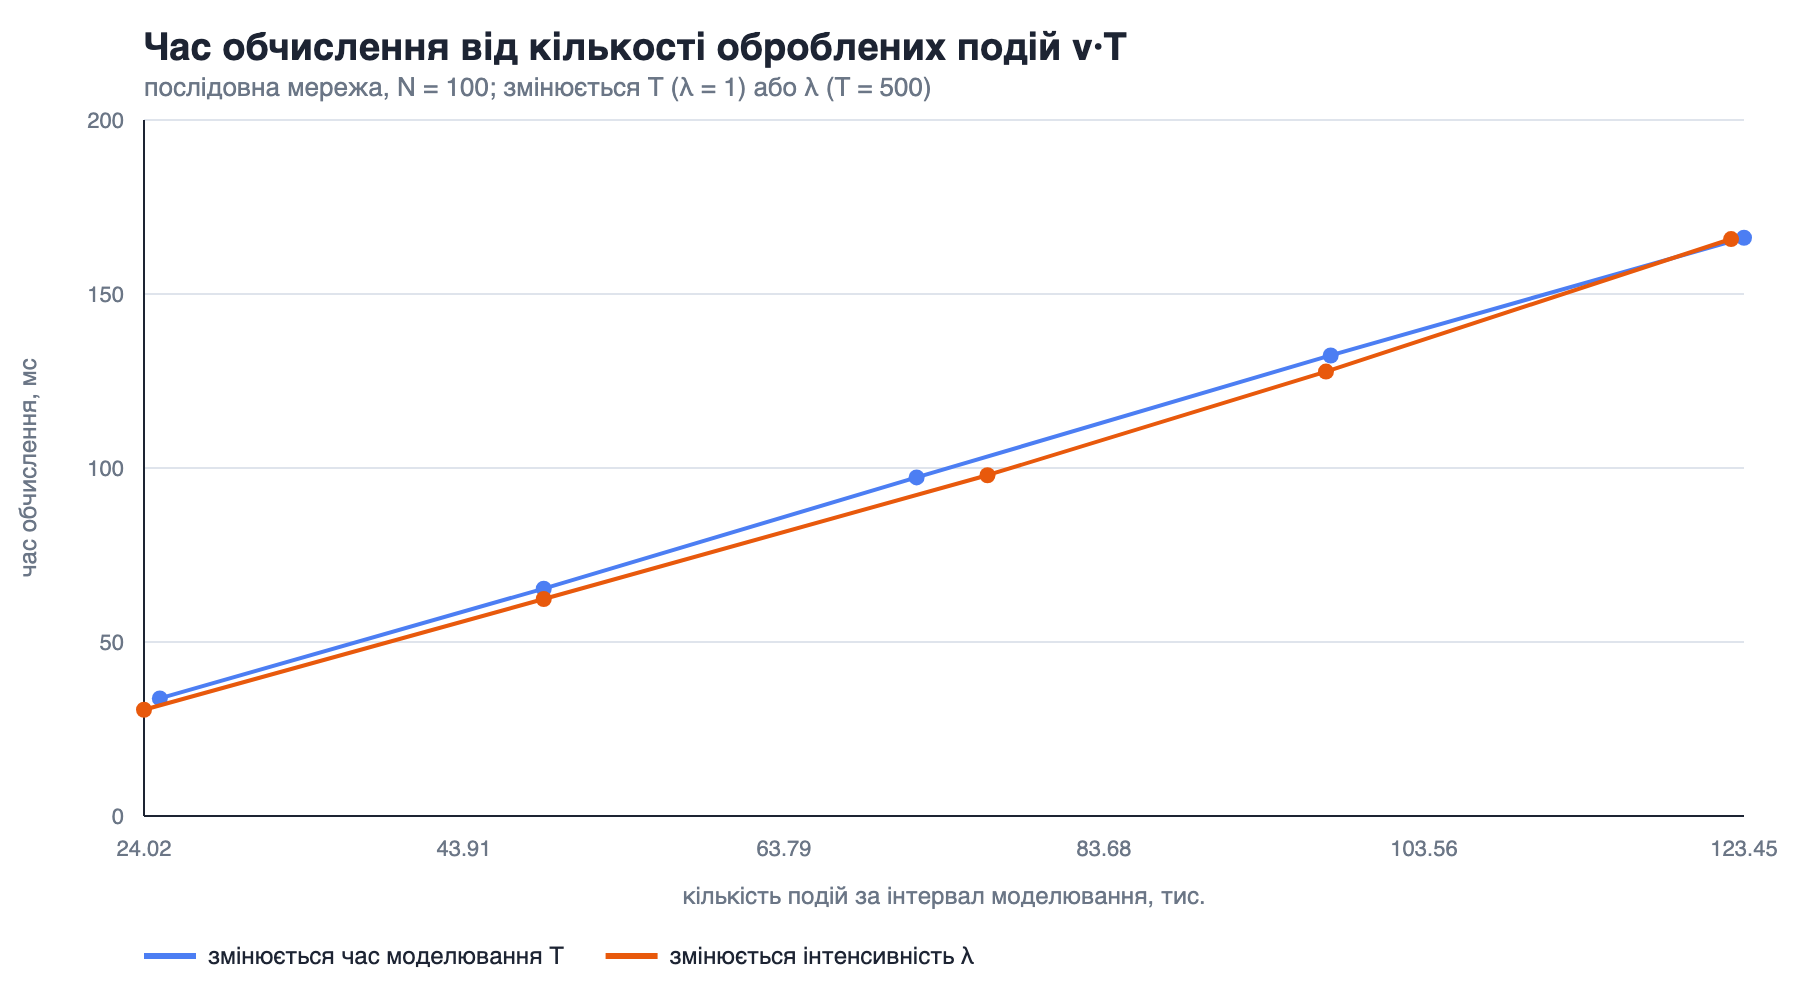 Час обчислення від кількості оброблених подій v·T
послідовна мережа, N = 100; змінюється T (λ = 1) або λ (T = 500)
200
150
100
50
0
час обчислення, мс
24.02 43.91 63.79 83.68 103.56 123.45
кількість подій за інтервал моделювання, тис.
змінюється час моделювання T змінюється інтенсивність λ